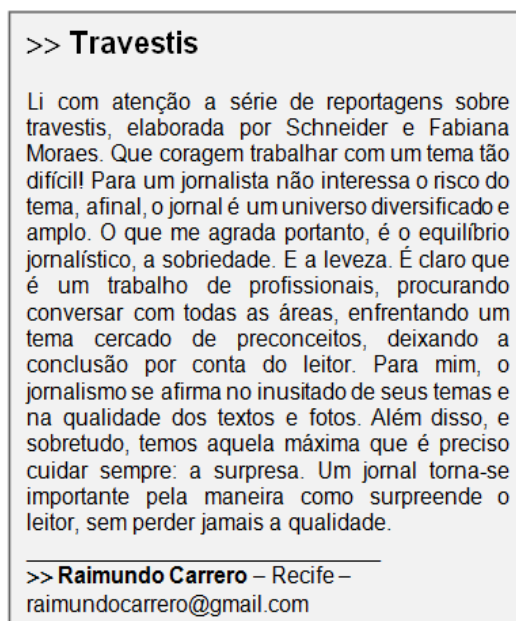 >> Travestis
Li com atenção a série de reportagens sobre
travestis, elaborada por Schneider e Fabiana
Moraes. Que coragem trabalhar com um tema tão
difícil! Para um jornalista não interessa o risco do
tema, afinal, o jornal é um universo diversificado e
amplo. O que me agrada portanto, é o equilíbrio
jornalístico, a sobriedade. E a leveza. É claro que
é um trabalho de profissionais, procurando
conversar com todas as áreas, enfrentando um
tema cercado de preconceitos, deixando a
conclusão por conta do leitor. Para mim, o
jornalismo se afirma no inusitado de seus temas e
na qualidade dos textos e fotos. Além disso, e
sobretudo, temos aquela máxima que é preciso
cuidar sempre: a surpresa. Um jornal torna-se
importante pela maneira como surpreende o
leitor, sem perder jamais a qualidade.
>> Raimundo Carrero – Recife –
raimundocarrero@gmail.com